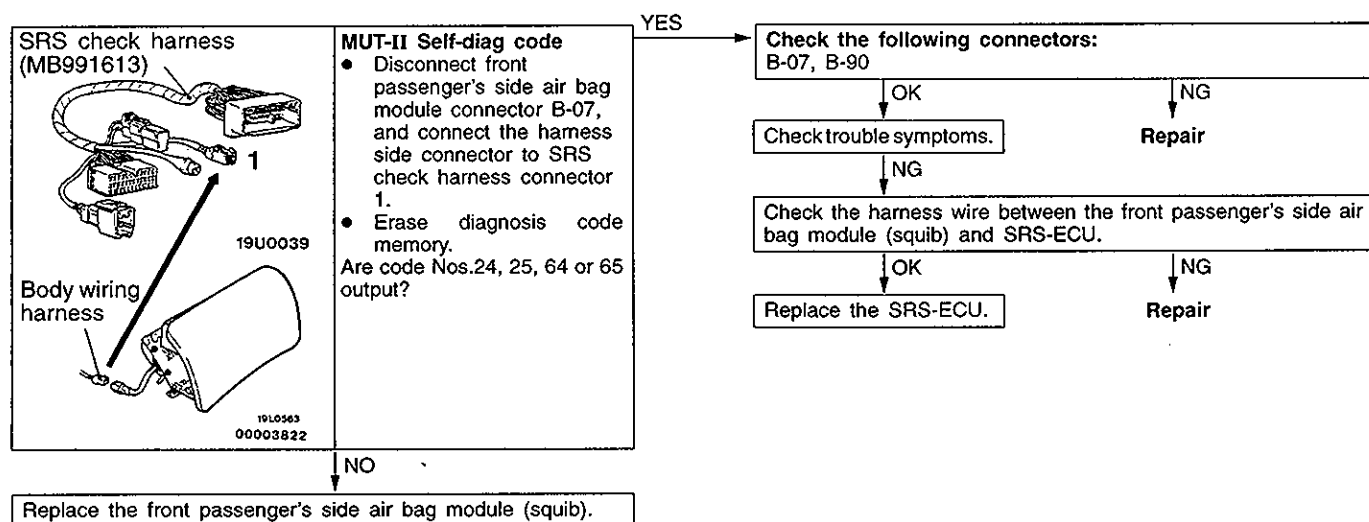 SRS check harness
(MB991613)
1
19U0039
Body wiring
harness
19L0563
00003822
MUT-II Self-diag code
● Disconnect front
passenger's side air bag
module connector B-07,
and connect the harness
side connector to SRS
check harness connector
1.
● Erase diagnosis code
memory.
Are code Nos.24, 25, 64 or 65
output?
YES
Check the following connectors:
B-07, B-90
OK
NG
Check trouble symptoms.
Repair
NG
Check the harness wire between the front passenger's side air
bag module (squib) and SRS-ECU.
OK
NG
Replace the SRS-ECU.
Repair
NO
Replace the front passenger's side air bag module (squib).